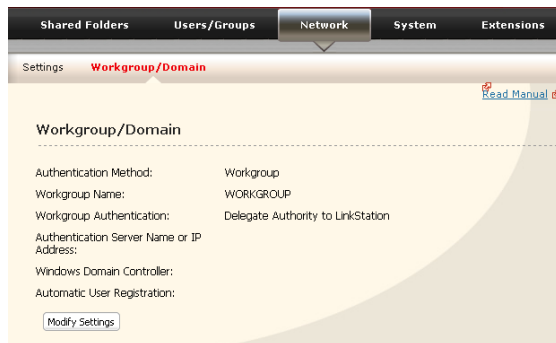 Shared Folders Users/Groups Network System Extensions
Settings Workgroup/Domain
Read Manual
Workgroup/Domain
Authentication Method: Workgroup
Workgroup Name: WORKGROUP
Workgroup Authentication: Delegate Authority to LinkStation
Authentication Server Name or IP
Address:
Windows Domain Controller:
Automatic User Registration:
Modify Settings